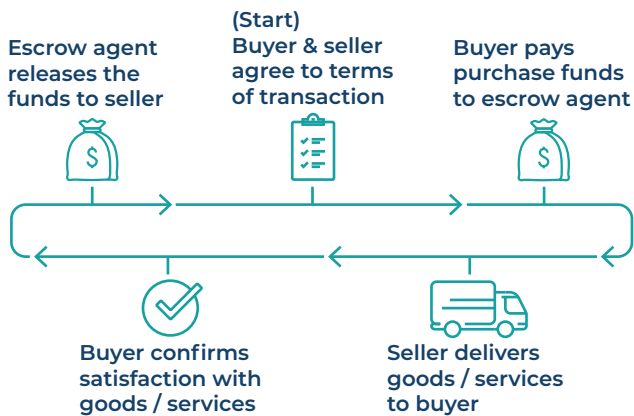 Escrow agent
releases the
funds to seller
(Start)
Buyer & seller
agree to terms
of transaction
Buyer pays
purchase funds
to escrow agent
$
$
Buyer confirms
satisfaction with
goods / services
Seller delivers
goods / services
to buyer